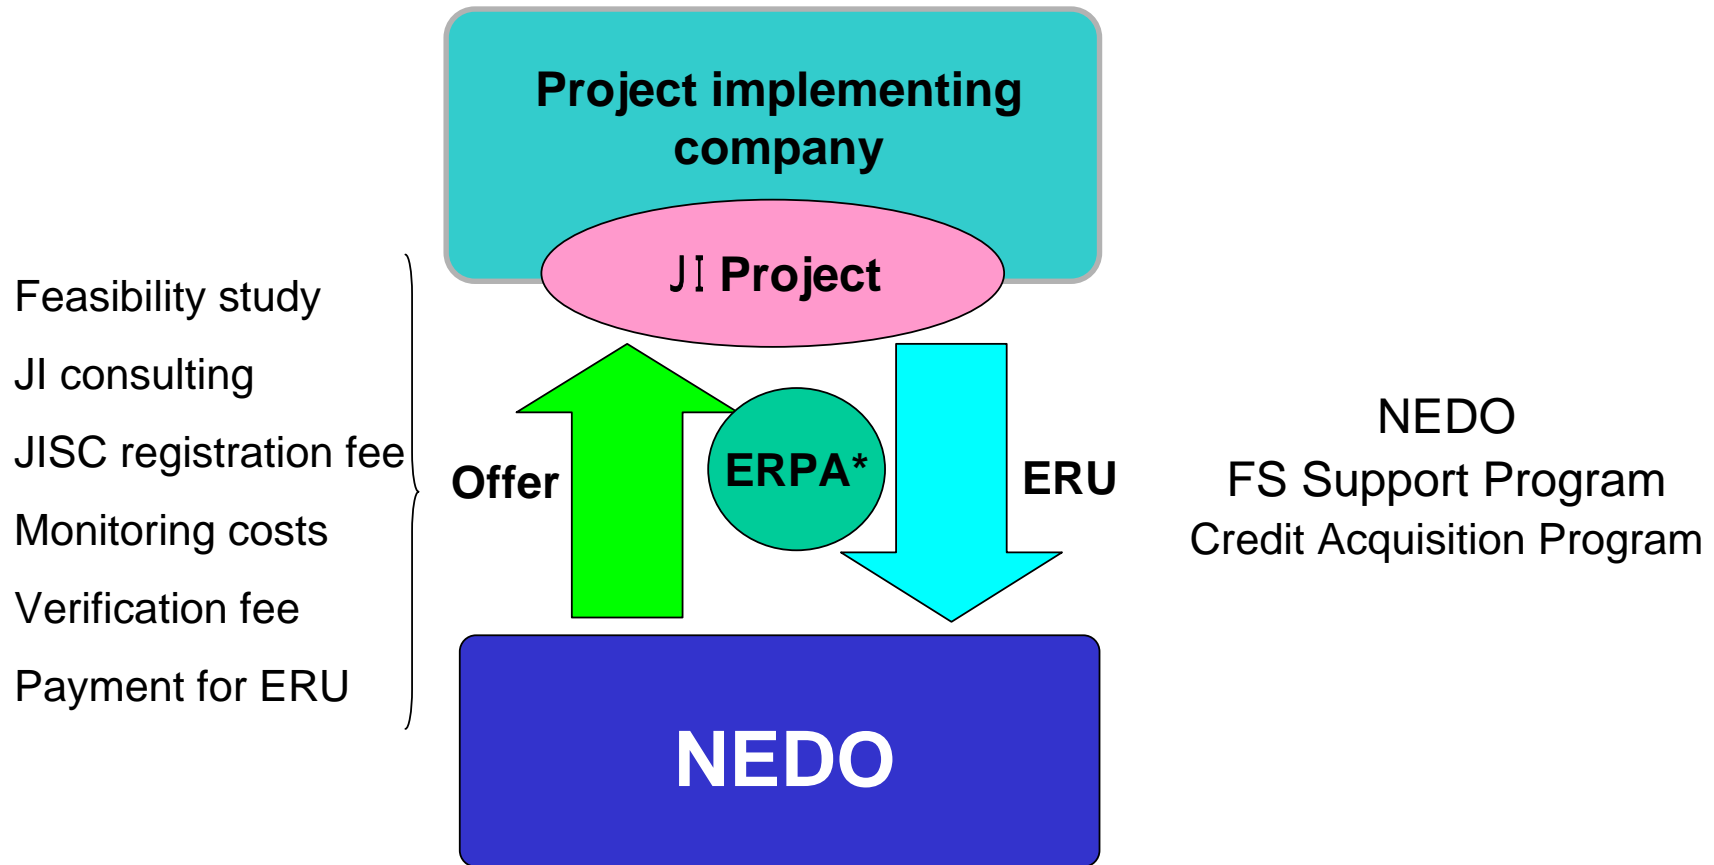 Project implementing
company
JI Project
Feasibility study
JI consulting
JISC registration fee
Monitoring costs
Verification fee
Payment for ERU
Offer
ERPA*
ERU
NEDO
FS Support Program
Credit Acquisition Program
NEDO